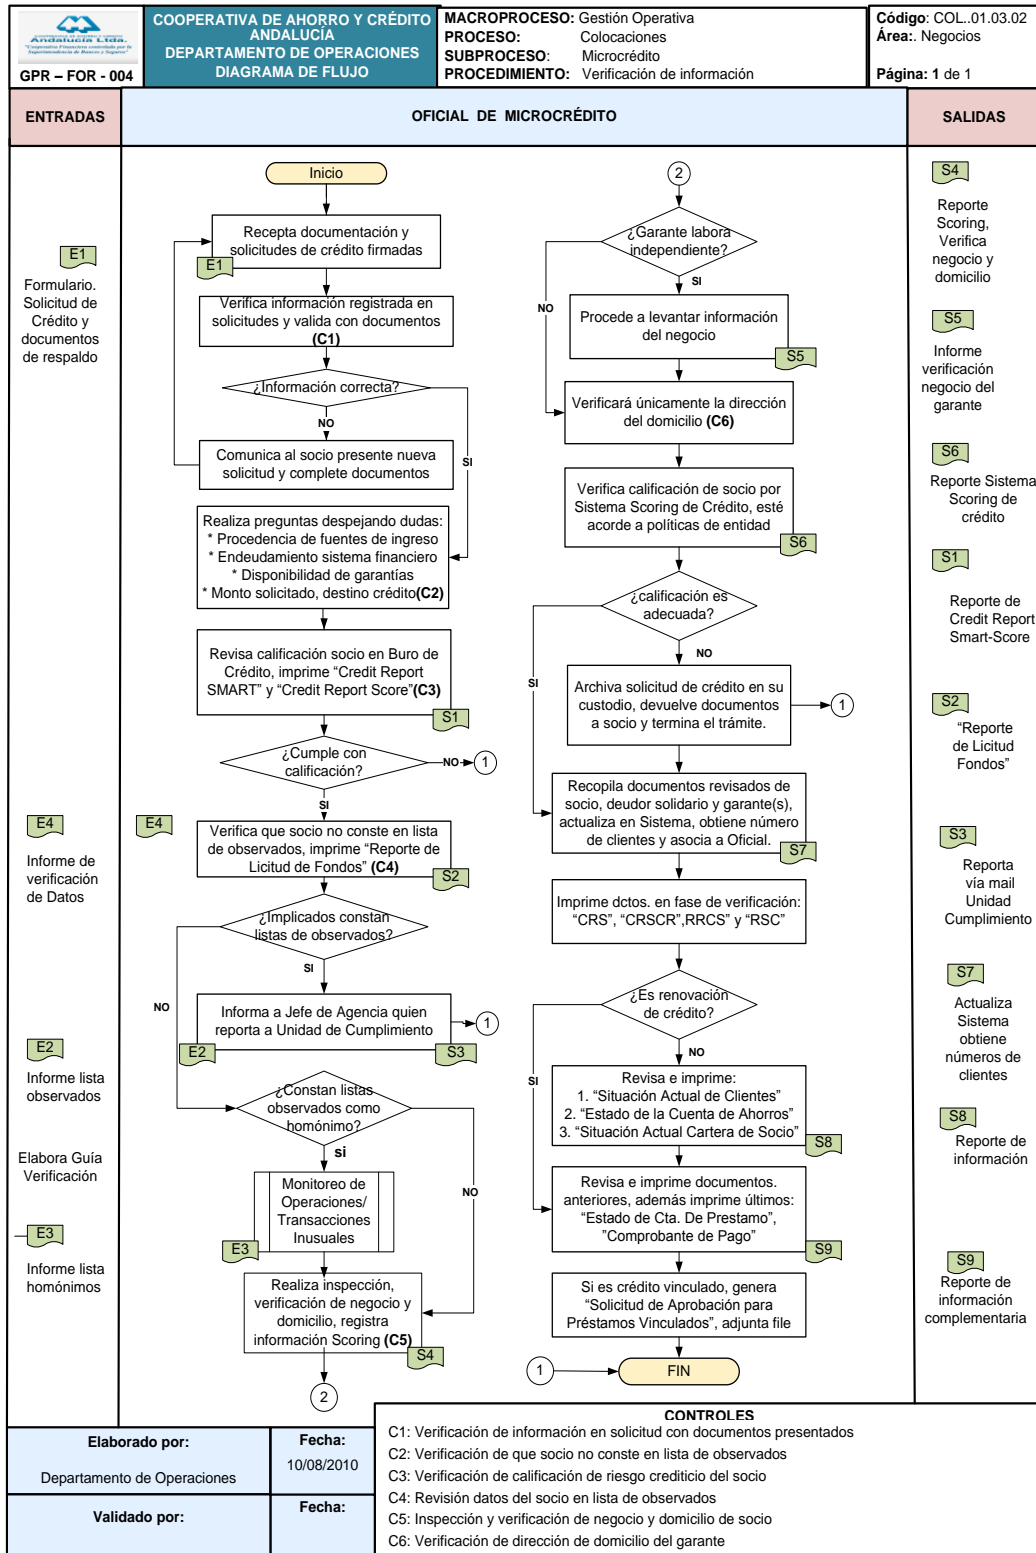 COOPERATIVA DE AHORRO Y CRÉDITO
Andalucía Ltda.
"Cooperativa Financiera controlada por la
Superintendencia de Bancos y Seguros"
GPR – FOR - 004
COOPERATIVA DE AHORRO Y CRÉDITO
ANDALUCÍA
DEPARTAMENTO DE OPERACIONES
DIAGRAMA DE FLUJO
MACROPROCESO: Gestión Operativa
PROCESO: Colocaciones
SUBPROCESO: Microcrédito
PROCEDIMIENTO: Verificación de información
Código: COL..01.03.02
Área:. Negocios
Página: 1 de 1
ENTRADAS
OFICIAL DE MICROCRÉDITO
SALIDAS
E1
Formulario.
Solicitud de
Crédito y
documentos
de respaldo
E4
Informe de
verificación
de Datos
E2
Informe lista
observados
Elabora Guía
Verificación
E3
Informe lista
homónimos
Inicio
Recepta documentación y
solicitudes de crédito firmadas
E1
Verifica información registrada en
solicitudes y valida con documentos
(C1)
¿Información correcta?
NO
SI
Comunica al socio presente nueva
solicitud y complete documentos
Realiza preguntas despejando dudas:
* Procedencia de fuentes de ingreso
* Endeudamiento sistema financiero
* Disponibilidad de garantías
* Monto solicitado, destino crédito(C2)
Revisa calificación socio en Buro de
Crédito, imprime “Credit Report
SMART” y “Credit Report Score”(C3)
S1
¿Cumple con
calificación?
NO
1
SI
E4
Verifica que socio no conste en lista
de observados, imprime “Reporte de
Licitud de Fondos” (C4)
S2
¿Implicados constan
listas de observados?
SI
NO
Informa a Jefe de Agencia quien
reporta a Unidad de Cumplimiento
1
E2
S3
¿Constan listas
observados como
homónimo?
si
NO
Monitoreo de
Operaciones/
Transacciones
Inusuales
E3
Realiza inspección,
verificación de negocio y
domicilio, registra
información Scoring (C5)
S4
2
2
¿Garante labora
independiente?
SI
NO
Procede a levantar información
del negocio
S5
Verificará únicamente la dirección
del domicilio (C6)
Verifica calificación de socio por
Sistema Scoring de Crédito, esté
acorde a políticas de entidad
S6
¿calificación es
adecuada?
NO
SI
Archiva solicitud de crédito en su
custodio, devuelve documentos
a socio y termina el trámite.
1
Recopila documentos revisados de
socio, deudor solidario y garante(s),
actualiza en Sistema, obtiene número
de clientes y asocia a Oficial.
S7
Imprime dctos. en fase de verificación:
“CRS”, “CRSCR”,RRCS y “RSC”
¿Es renovación
de crédito?
NO
SI
Revisa e imprime:
1. “Situación Actual de Clientes”
2. “Estado de la Cuenta de Ahorros”
3. “Situación Actual Cartera de Socio”
S8
Revisa e imprime documentos.
anteriores, además imprime últimos:
“Estado de Cta. De Prestamo”,
”Comprobante de Pago”
S9
Si es crédito vinculado, genera
“Solicitud de Aprobación para
Préstamos Vinculados”, adjunta file
1
FIN
S4
Reporte
Scoring,
Verifica
negocio y
domicilio
S5
Informe
verificación
negocio del
garante
S6
Reporte Sistema
Scoring de
crédito
S1
Reporte de
Credit Report
Smart-Score
S2
“Reporte
de Licitud
Fondos”
S3
Reporta
vía mail
Unidad
Cumplimiento
S7
Actualiza
Sistema
obtiene
números de
clientes
S8
Reporte de
información
S9
Reporte de
información
complementaria
Elaborado por:
Departamento de Operaciones
Fecha:
10/08/2010
Validado por:
Fecha:
CONTROLES
C1: Verificación de información en solicitud con documentos presentados
C2: Verificación de que socio no conste en lista de observados
C3: Verificación de calificación de riesgo crediticio del socio
C4: Revisión datos del socio en lista de observados
C5: Inspección y verificación de negocio y domicilio de socio
C6: Verificación de dirección de domicilio del garante